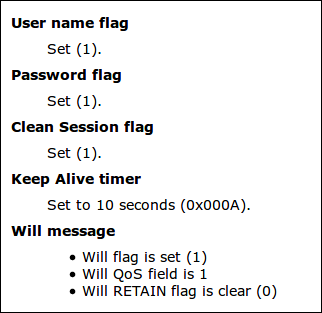 User name flag
Set (1).
Password flag
Set (1).
Clean Session flag
Set (1).
Keep Alive timer
Set to 10 seconds (0x000A).
Will message
• Will flag is set (1)
• Will QoS field is 1
• Will RETAIN flag is clear (0)